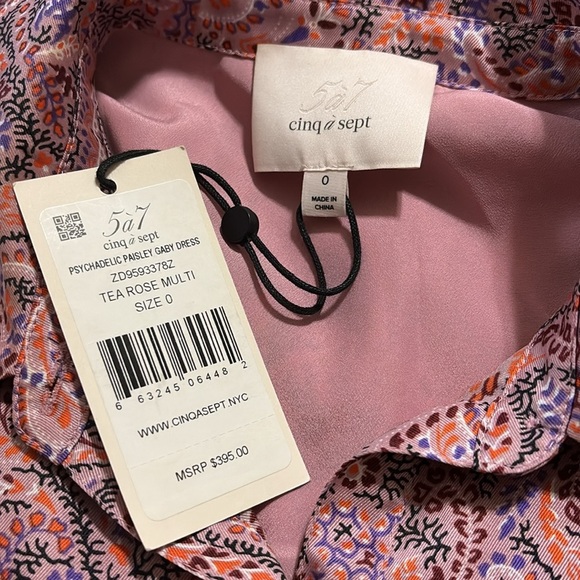 5à7
cinq à sept
0
MADE IN
CHINA
5à7
cinq à sept
PSYCHADELIC PAISLEY GABY DRESS
ZD9593378Z
TEA ROSE MULTI
SIZE 0
6 63245 06448 2
WWW.CINQASEPT.NYC
MSRP $395.00